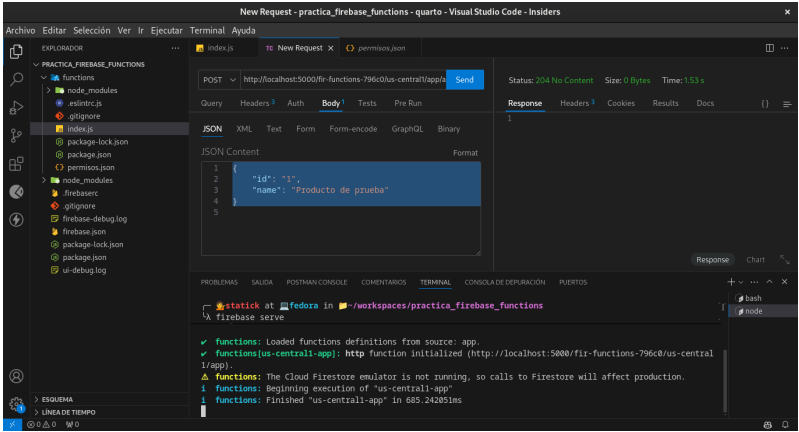 New Request - practica_firebase_functions - quarto - Visual Studio Code - Insiders
Archivo Editar Selección Ver Ir Ejecutar Terminal Ayuda
EXPLORADOR
PRACTICA_FIREBASE_FUNCTIONS
functions
node_modules
.eslintrc.js
.gitignore
index.js
package-lock.json
package.json
permisos.json
node_modules
.firebaserc
.gitignore
firebase-debug.log
firebase.json
package-lock.json
package.json
ui-debug.log
ESQUEMA
LÍNEA DE TIEMPO
index.js TC New Request permisos.json
POST http://localhost:5000/fir-functions-796c0/us-central1/app/a Send
Query Headers 3 Auth Body 1 Tests Pre Run
JSON XML Text Form Form-encode GraphQL Binary
JSON Content Format
1 {
2 "id": "1",
3 "name": "Producto de prueba"
4 }
5
Status: 204 No Content Size: 0 Bytes Time: 1.53 s
Response Headers 3 Cookies Results Docs { }
1
Response Chart
PROBLEMAS SALIDA POSTMAN CONSOLE COMENTARIOS TERMINAL CONSOLA DE DEPURACIÓN PUERTOS
statick at fedora in ~/workspaces/practica_firebase_functions
λ firebase serve
✔ functions: Loaded functions definitions from source: app.
✔ functions[us-central1-app]: http function initialized (http://localhost:5000/fir-functions-796c0/us-central
1/app).
⚠ functions: The Cloud Firestore emulator is not running, so calls to Firestore will affect production.
i functions: Beginning execution of "us-central1-app"
i functions: Finished "us-central1-app" in 685.242051ms
bash
node
1
0 0 0